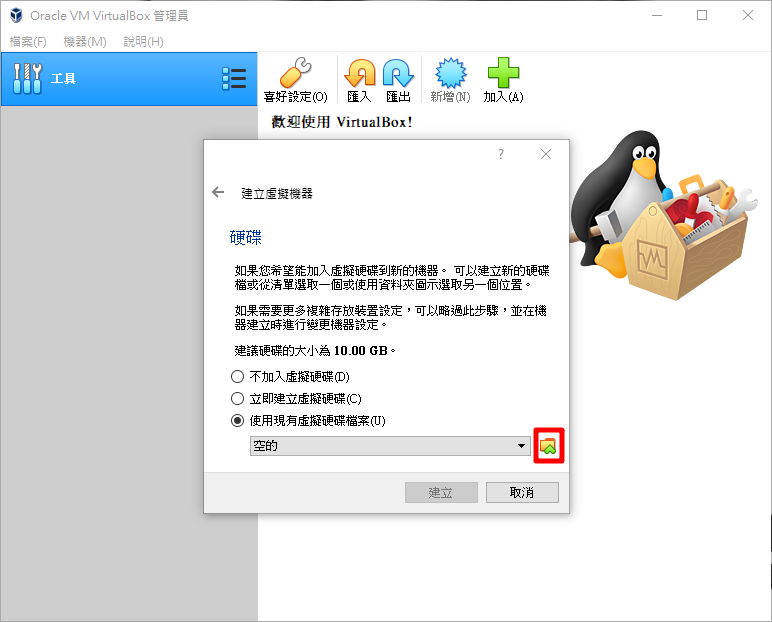 Oracle VM VirtualBox 管理員
檔案(F) 機器(M) 說明(H)
工具
喜好設定(O) 匯入 匯出 新增(N) 加入(A)
歡迎使用 VirtualBox!
?
建立虛擬機器
硬碟
如果您希望能加入虛擬硬碟到新的機器。 可以建立新的硬碟
檔或從清單選取一個或使用資料夾圖示選取另一個位置。
如果需要更多複雜存放裝置設定，可以略過此步驟，並在機
器建立時進行變更機器設定。
建議硬碟的大小為 10.00 GB。
不加入虛擬硬碟(D)
立即建立虛擬硬碟(C)
使用現有虛擬硬碟檔案(U)
空的
建立 取消